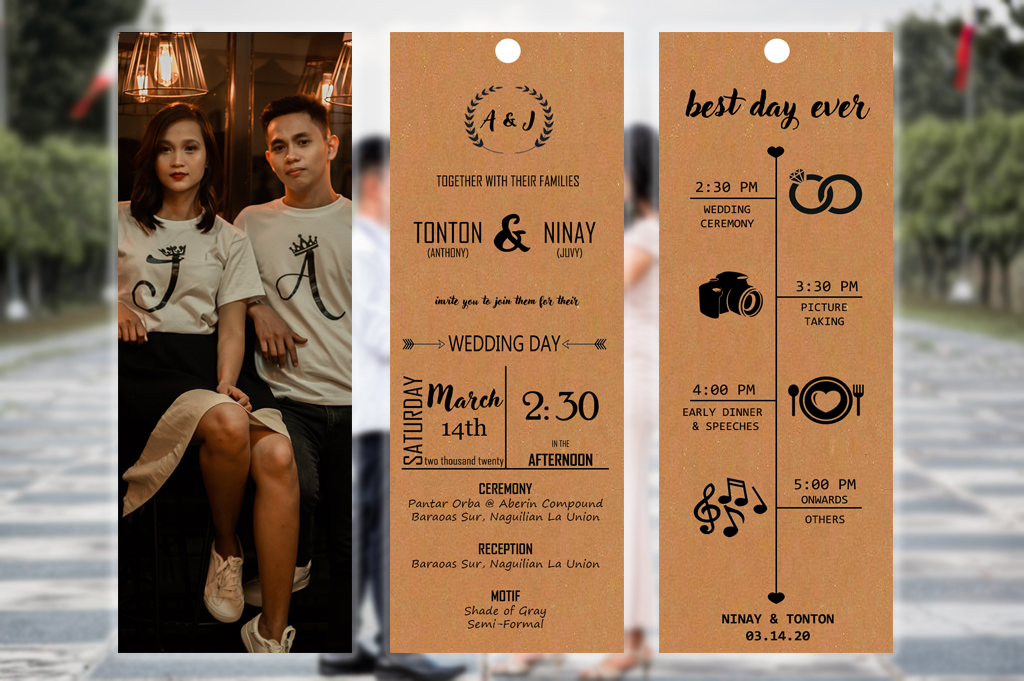 J
A
A & J
TOGETHER WITH THEIR FAMILIES
TONTON & NINAY
(ANTHONY) (JUVY)
invite you to join them for their
WEDDING DAY
SATURDAY
March
14th
two thousand twenty
2:30
IN THE
AFTERNOON
CEREMONY
Pantar Orba @ Aberin Compound
Baraoas Sur, Naguilian La Union
RECEPTION
Baraoas Sur, Naguilian La Union
MOTIF
Shade of Gray
Semi-Formal
best day ever
2:30 PM
WEDDING
CEREMONY
3:30 PM
PICTURE
TAKING
4:00 PM
EARLY DINNER
& SPEECHES
5:00 PM
ONWARDS
OTHERS
NINAY & TONTON
03.14.20